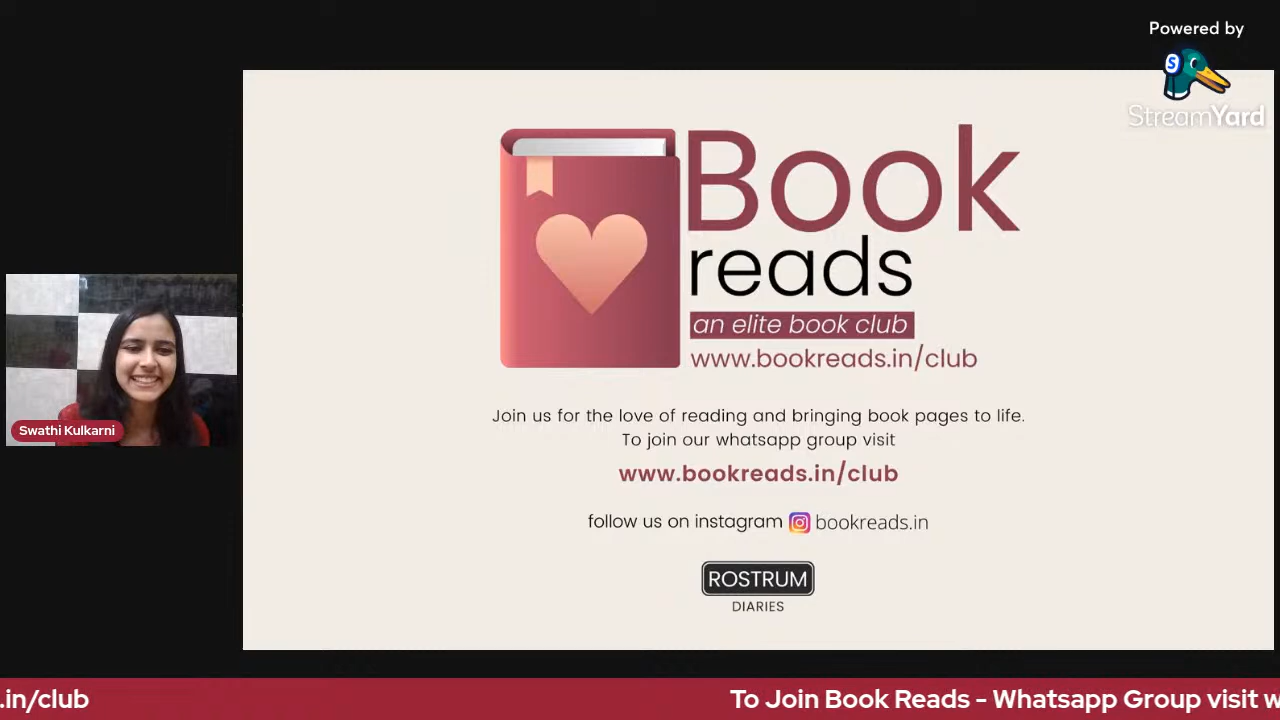 Powered by
S
StreamYard
Book
reads
an elite book club
www.bookreads.in/club
Join us for the love of reading and bringing book pages to life.
To join our whatsapp group visit
www.bookreads.in/club
follow us on instagram bookreads.in
ROSTRUM
DIARIES
Swathi Kulkarni
.in/club To Join Book Reads - Whatsapp Group visit w